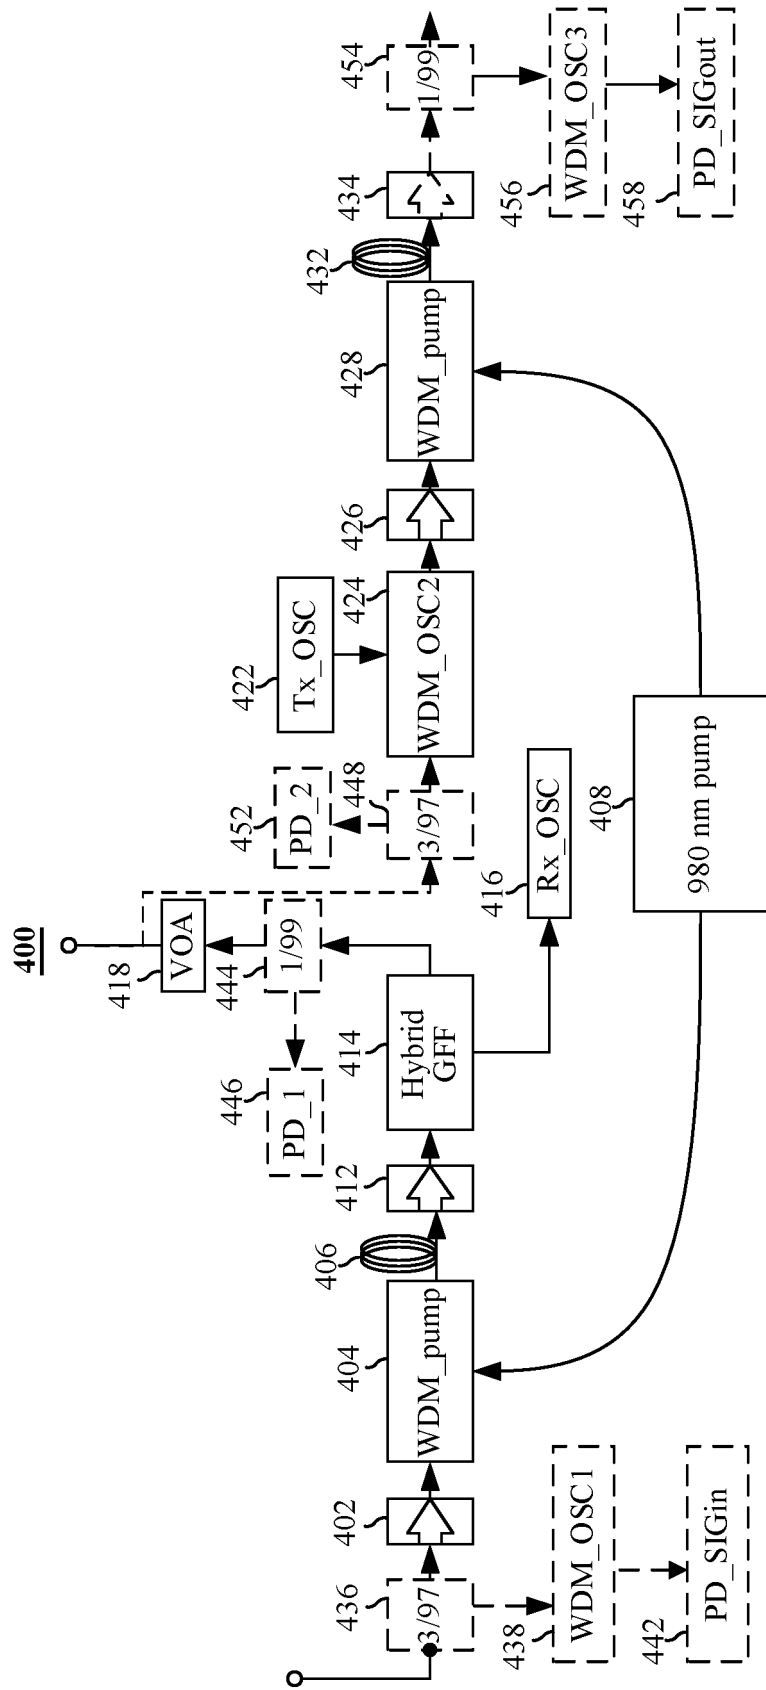 400
436
3/97
438
WDM_OSC1
442
PD_SIGin
402
404
WDM_pump
406
412
414
Hybrid
GFF
416
Rx_OSC
446
PD_1
444
1/99
418
VOA
452
PD_2
448
3/97
422
Tx_OSC
424
WDM_OSC2
426
428
WDM_pump
432
434
454
1/99
456
WDM_OSC3
458
PD_SIGout
408
980 nm pump